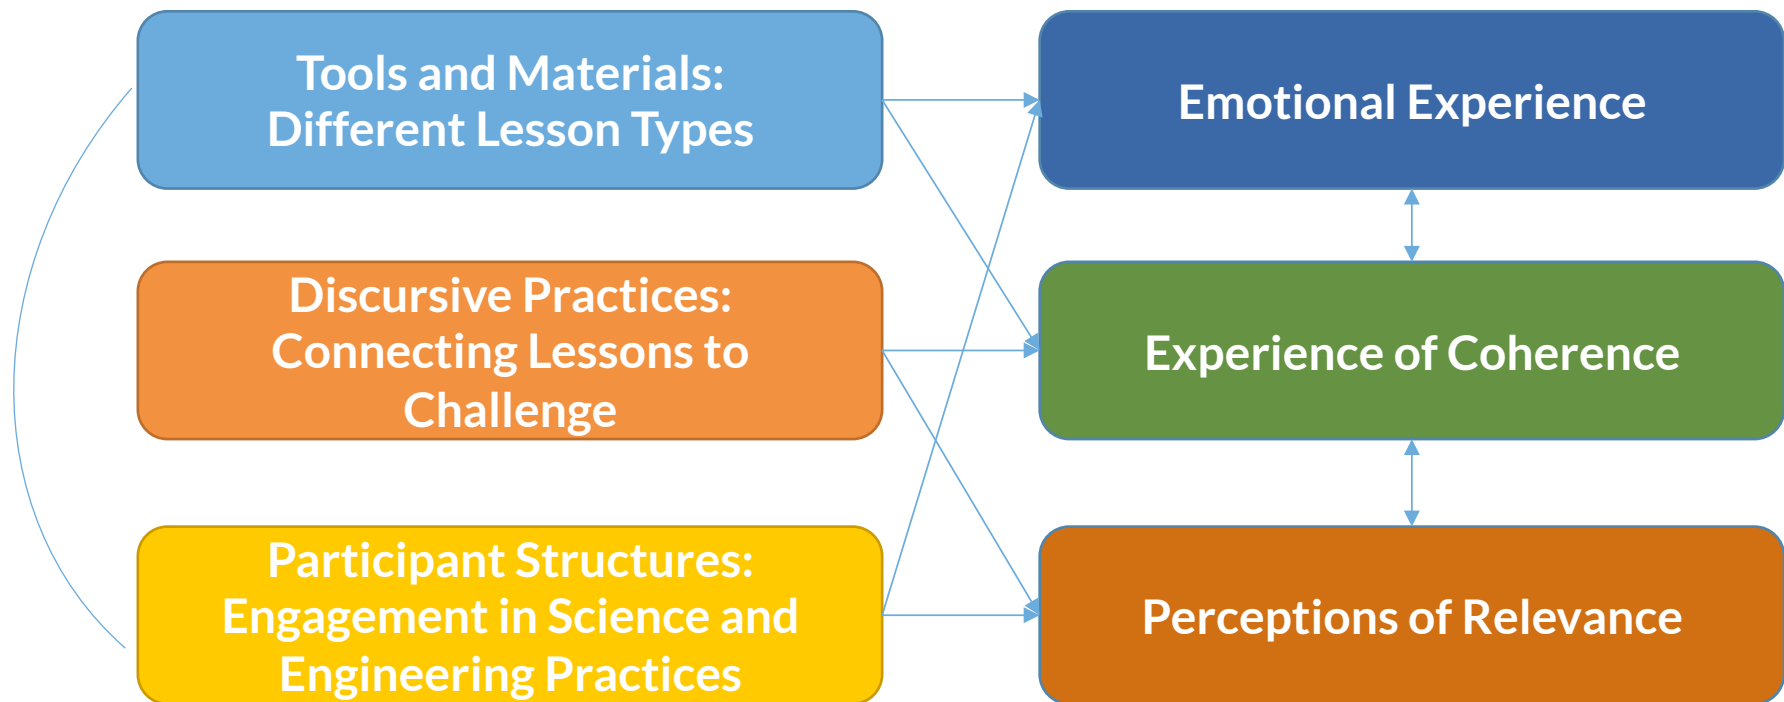 Tools and Materials:
Different Lesson Types
Emotional Experience
Discursive Practices:
Connecting Lessons to
Challenge
Experience of Coherence
Participant Structures:
Engagement in Science and
Engineering Practices
Perceptions of Relevance